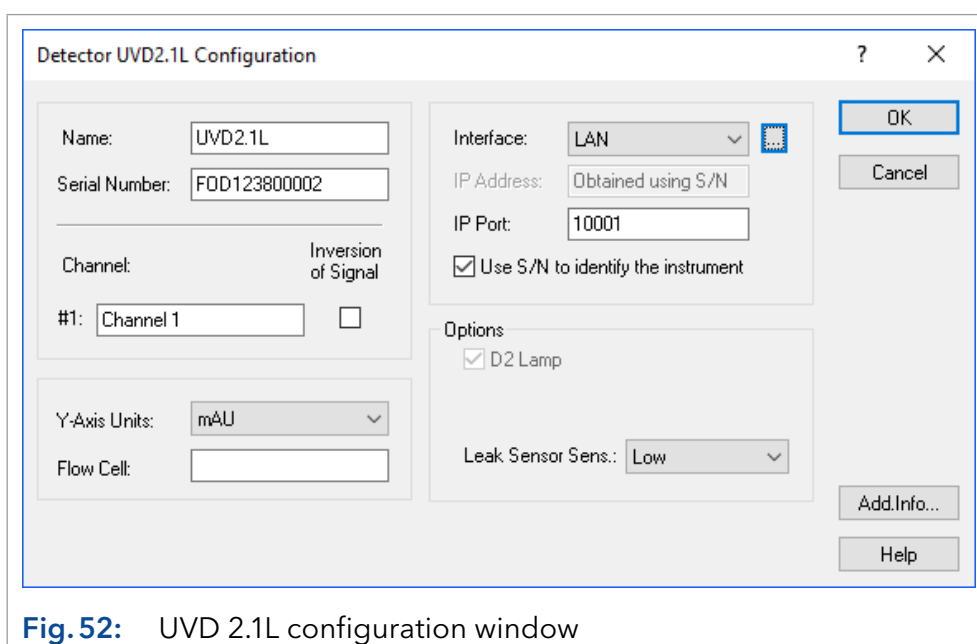 Detector UVD2.1L Configuration
? ×
Name: UVD2.1L
Serial Number: FOD123800002
Channel: Inversion
of Signal
#1: Channel 1
Y-Axis Units: mAU
Flow Cell:
Interface: LAN ...
IP Address: Obtained using S/N
IP Port: 10001
Use S/N to identify the instrument
Options
D2 Lamp
Leak Sensor Sens.: Low
OK
Cancel
Add.Info...
Help
Fig. 52: UVD 2.1L configuration window